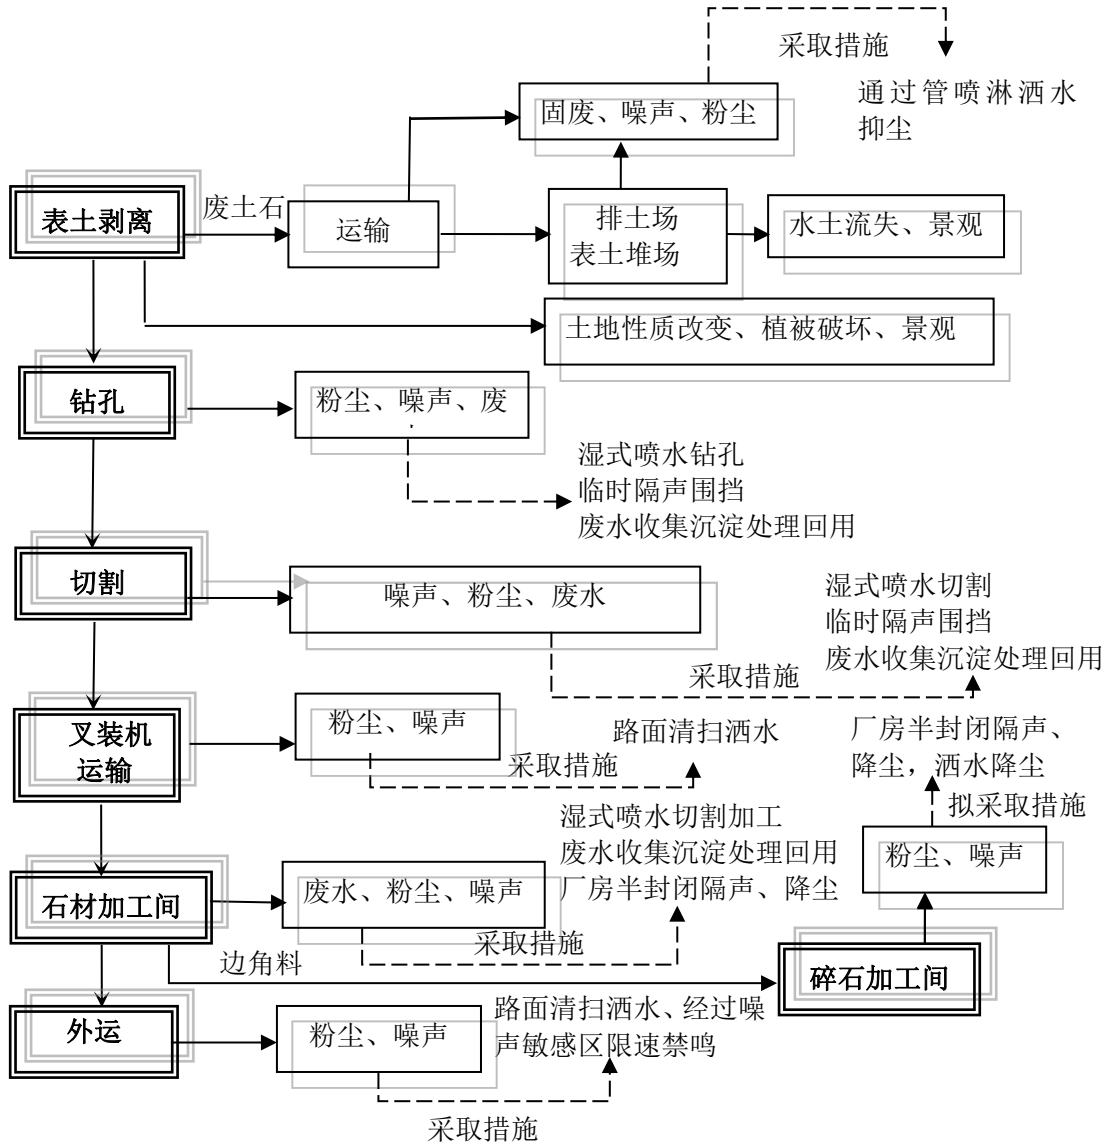 采取措施
通过管喷淋洒水
抑尘
固废、噪声、粉尘
表土剥离
废土石
运输
排土场
表土堆场
水土流失、景观
土地性质改变、植被破坏、景观
钻孔
粉尘、噪声、废
湿式喷水钻孔
临时隔声围挡
废水收集沉淀处理回用
切割
噪声、粉尘、废水
湿式喷水切割
临时隔声围挡
废水收集沉淀处理回用
采取措施
叉装机
运输
粉尘、噪声
路面清扫洒水
采取措施
厂房半封闭隔声、
降尘，洒水降尘
拟采取措施
粉尘、噪声
湿式喷水切割加工
废水收集沉淀处理回用
厂房半封闭隔声、降尘
石材加工间
废水、粉尘、噪声
采取措施
边角料
碎石加工间
外运
粉尘、噪声
路面清扫洒水、经过噪
声敏感区限速禁鸣
采取措施